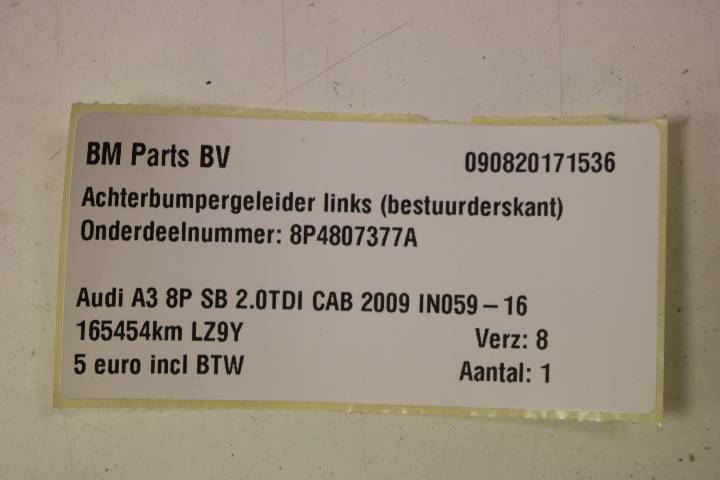 BM Parts BV 090820171536
Achterbumpergeleider links (bestuurderskant)
Onderdeelnummer: 8P4807377A
Audi A3 8P SB 2.0TDI CAB 2009 IN059-16
165454km LZ9Y Verz: 8
5 euro incl BTW Aantal: 1